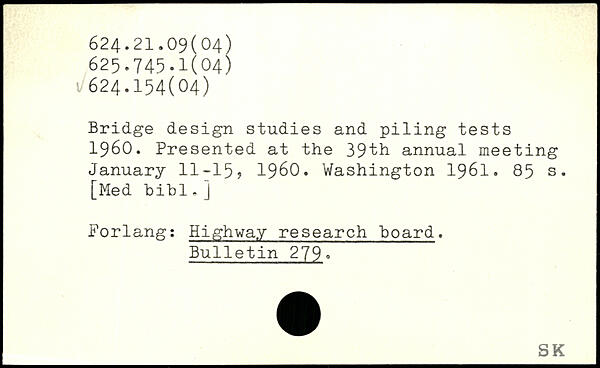 624.21.09(04)
625.745.1(04)
√624.154(04)
Bridge design studies and piling tests
1960. Presented at the 39th annual meeting
January 11-15, 1960. Washington 1961. 85 s.
[Med bibl.]
Forlang: Highway research board.
Bulletin 279.
SK